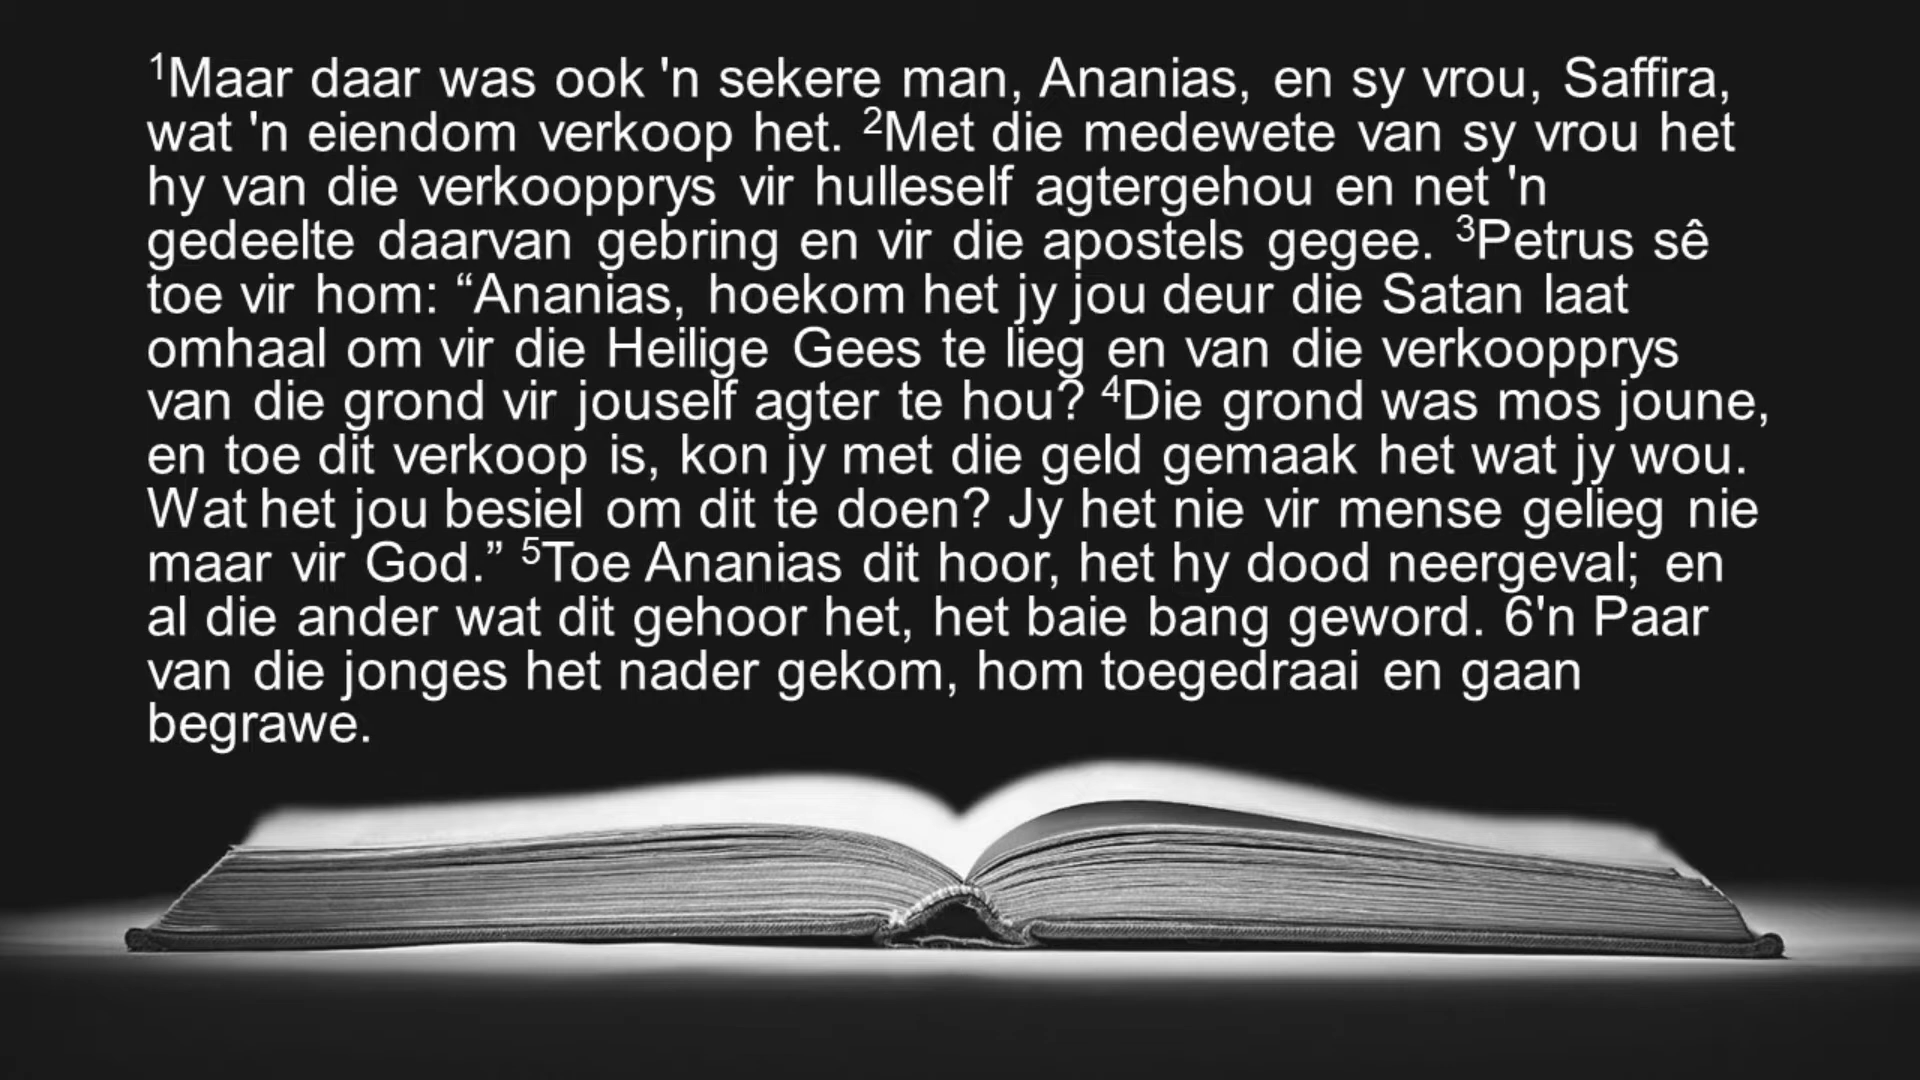 ¹Maar daar was ook 'n sekere man, Ananias, en sy vrou, Saffira,
wat 'n eiendom verkoop het. ²Met die medewete van sy vrou het
hy van die verkoopprys vir hulleself agtergehou en net 'n
gedeelte daarvan gebring en vir die apostels gegee. ³Petrus sê
toe vir hom: “Ananias, hoekom het jy jou deur die Satan laat
omhaal om vir die Heilige Gees te lieg en van die verkoopprys
van die grond vir jouself agter te hou? ⁴Die grond was mos joune,
en toe dit verkoop is, kon jy met die geld gemaak het wat jy wou.
Wat het jou besiel om dit te doen? Jy het nie vir mense gelieg nie
maar vir God.” ⁵Toe Ananias dit hoor, het hy dood neergeval; en
al die ander wat dit gehoor het, het baie bang geword. 6'n Paar
van die jonges het nader gekom, hom toegedraai en gaan
begrawe.